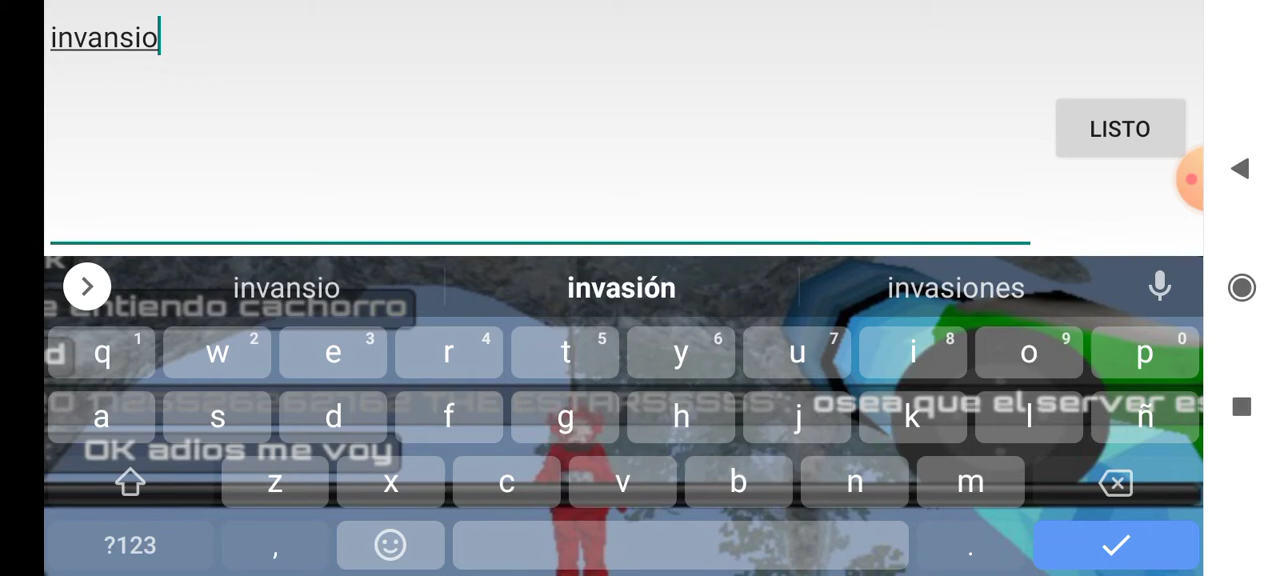 invansio
LISTO
invansio invasión invasiones
e entiendo cachorro
q 1 w 2 e 3 r 4 t 5 y 6 u 7 i 8 o 9 p 0
a s d f g h j k l ñ
osea que el server es
OK adios me voy
z x c v b n m
?123 , .